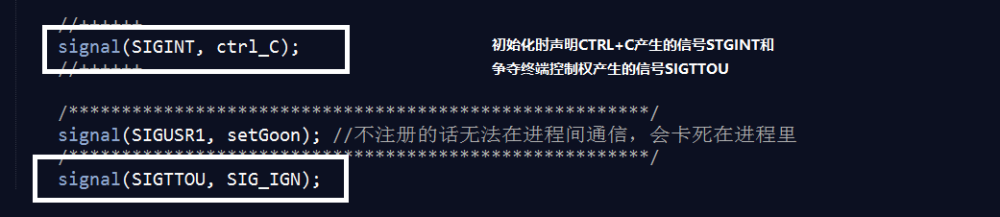 //++++++
signal(SIGINT, ctrl_C);
//++++++
初始化时声明CTRL+C产生的信号STGINT和
争夺终端控制权产生的信号SIGTTOU
/*******************************************************/
signal(SIGUSR1, setGoon); //不注册的话无法在进程间通信，会卡死在进程里
/*******************************************************/
signal(SIGTTOU, SIG_IGN);